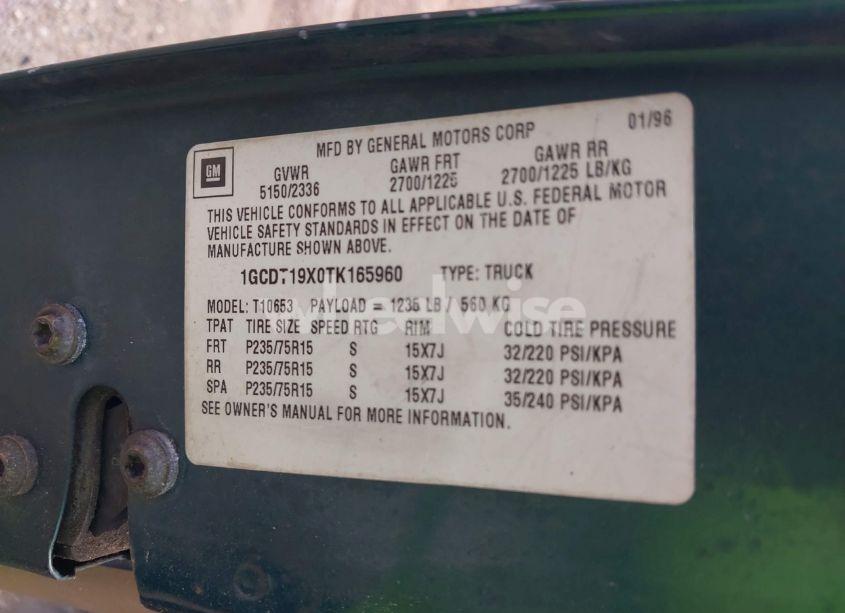 MFD BY GENERAL MOTORS CORP 01/96
GM
GVWR GAWR FRT GAWR RR
5150/2336 2700/1225 2700/1225 LB/KG
THIS VEHICLE CONFORMS TO ALL APPLICABLE U.S. FEDERAL MOTOR
VEHICLE SAFETY STANDARDS IN EFFECT ON THE DATE OF
MANUFACTURE SHOWN ABOVE.
1GCDT19X0TK165960 TYPE: TRUCK
MODEL: T10653 PAYLOAD = 1235 LB / 560 KG
TPAT TIRE SIZE SPEED RTG RIM COLD TIRE PRESSURE
FRT P235/75R15 S 15X7J 32/220 PSI/KPA
RR P235/75R15 S 15X7J 32/220 PSI/KPA
SPA P235/75R15 S 15X7J 35/240 PSI/KPA
SEE OWNER'S MANUAL FOR MORE INFORMATION.
wheelwise